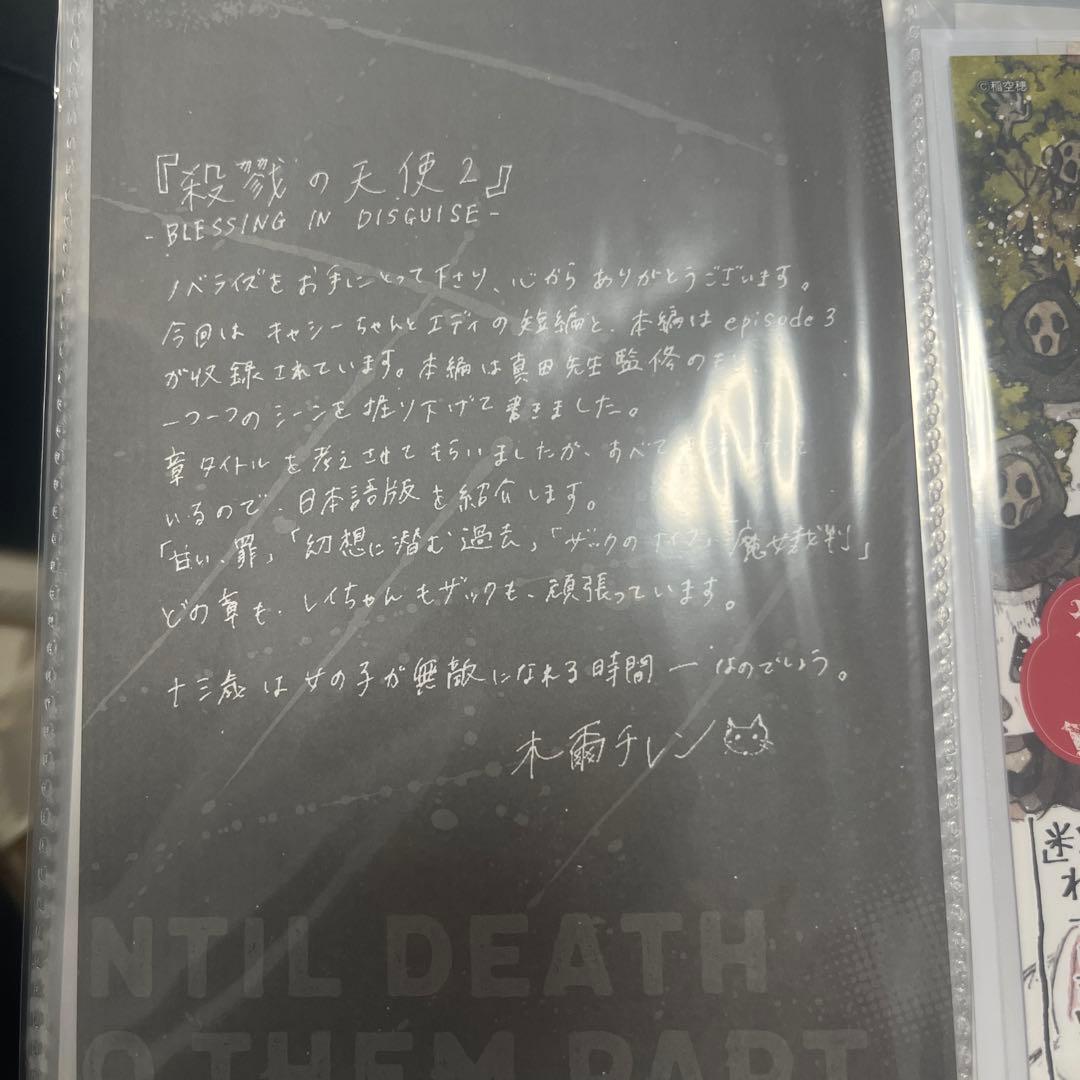 『殺戮の天使2』
- BLESSING IN DISGUISE -
ノベライズをお手にとって下さり、心からありがとうございます。
今回は キャシーちゃんとエディの短編と、本編は episode 3
が収録されています。本編は真田先生監修の
一つ一つのシーンを掘り下げて書きました。
章タイトルを考えさせてもらいましたが、すべて
いるので、日本語版を紹介します。
「甘い、罪」「幻想に潜む過去」「ザックのナイフ」「魔女裁判」
どの章も、レイちゃんもザックも、頑張っています。
十三歳は女の子が無敵になれる時間 ー なのでしょう。
木爾チレン
NTIL DEATH
O THEM PART
©稲空穂